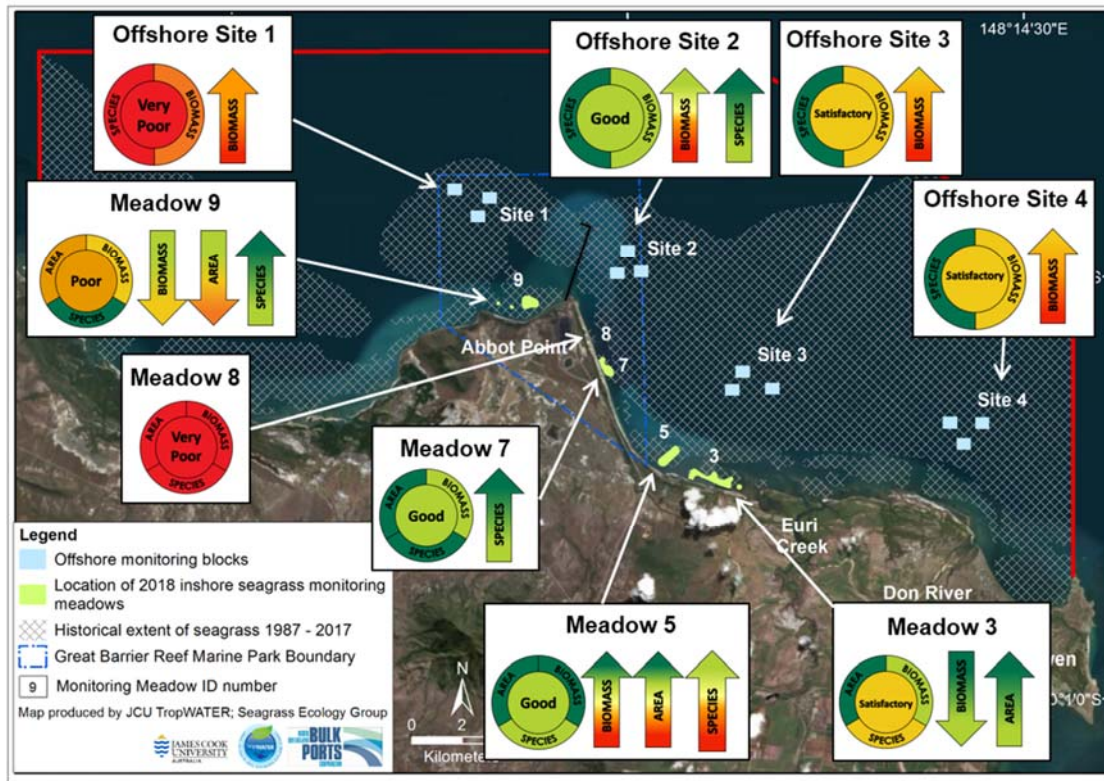 Offshore Site 1
SPECIES
BIOMASS
Very
Poor
BIOMASS
Offshore Site 2
SPECIES
BIOMASS
Good
BIOMASS
SPECIES
Offshore Site 3
SPECIES
BIOMASS
Satisfactory
BIOMASS
148°14'30"E
Meadow 9
AREA
BIOMASS
SPECIES
Poor
BIOMASS
AREA
SPECIES
Offshore Site 4
SPECIES
BIOMASS
Satisfactory
BIOMASS
Site 1
Site 2
9
Abbot Point
8
7
Site 3
Site 4
5
3
Meadow 8
AREA
BIOMASS
SPECIES
Very
Poor
Meadow 7
AREA
BIOMASS
SPECIES
Good
SPECIES
Euri
Creek
Don River
Meadow 5
AREA
BIOMASS
SPECIES
Good
BIOMASS
AREA
SPECIES
Meadow 3
AREA
BIOMASS
SPECIES
Satisfactory
BIOMASS
AREA
Legend
Offshore monitoring blocks
Location of 2018 inshore seagrass monitoring
meadows
Historical extent of seagrass 1987 - 2017
Great Barrier Reef Marine Park Boundary
9 Monitoring Meadow ID number
Map produced by JCU TropWATER; Seagrass Ecology Group
JAMES COOK
UNIVERSITY
AUSTRALIA
BULK
PORTS
N
0 2
Kilometers